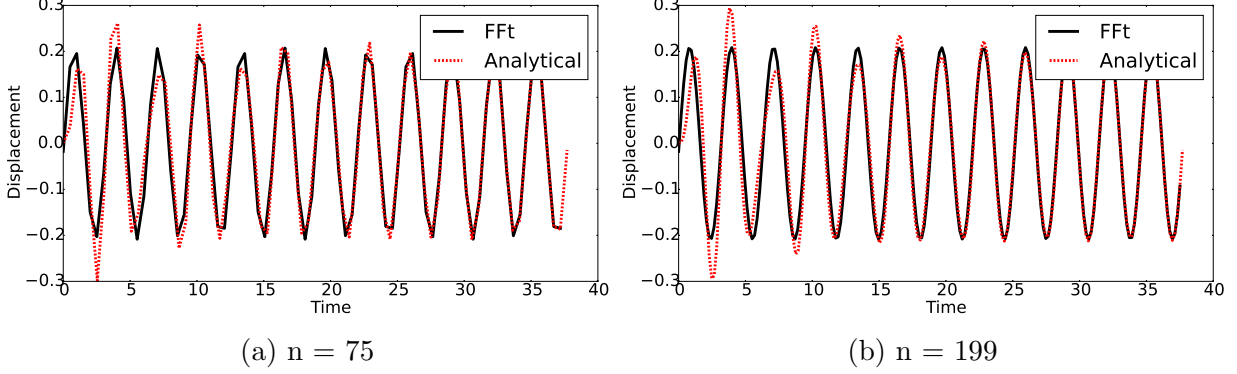 0.3
0.2
0.1
0.0
−0.1
−0.2
−0.3
Displacement
0 5 10 15 20 25 30 35 40
Time
FFt
Analytical
(a) n = 75
0.3
0.2
0.1
0.0
−0.1
−0.2
−0.3
Displacement
0 5 10 15 20 25 30 35 40
Time
FFt
Analytical
(b) n = 199